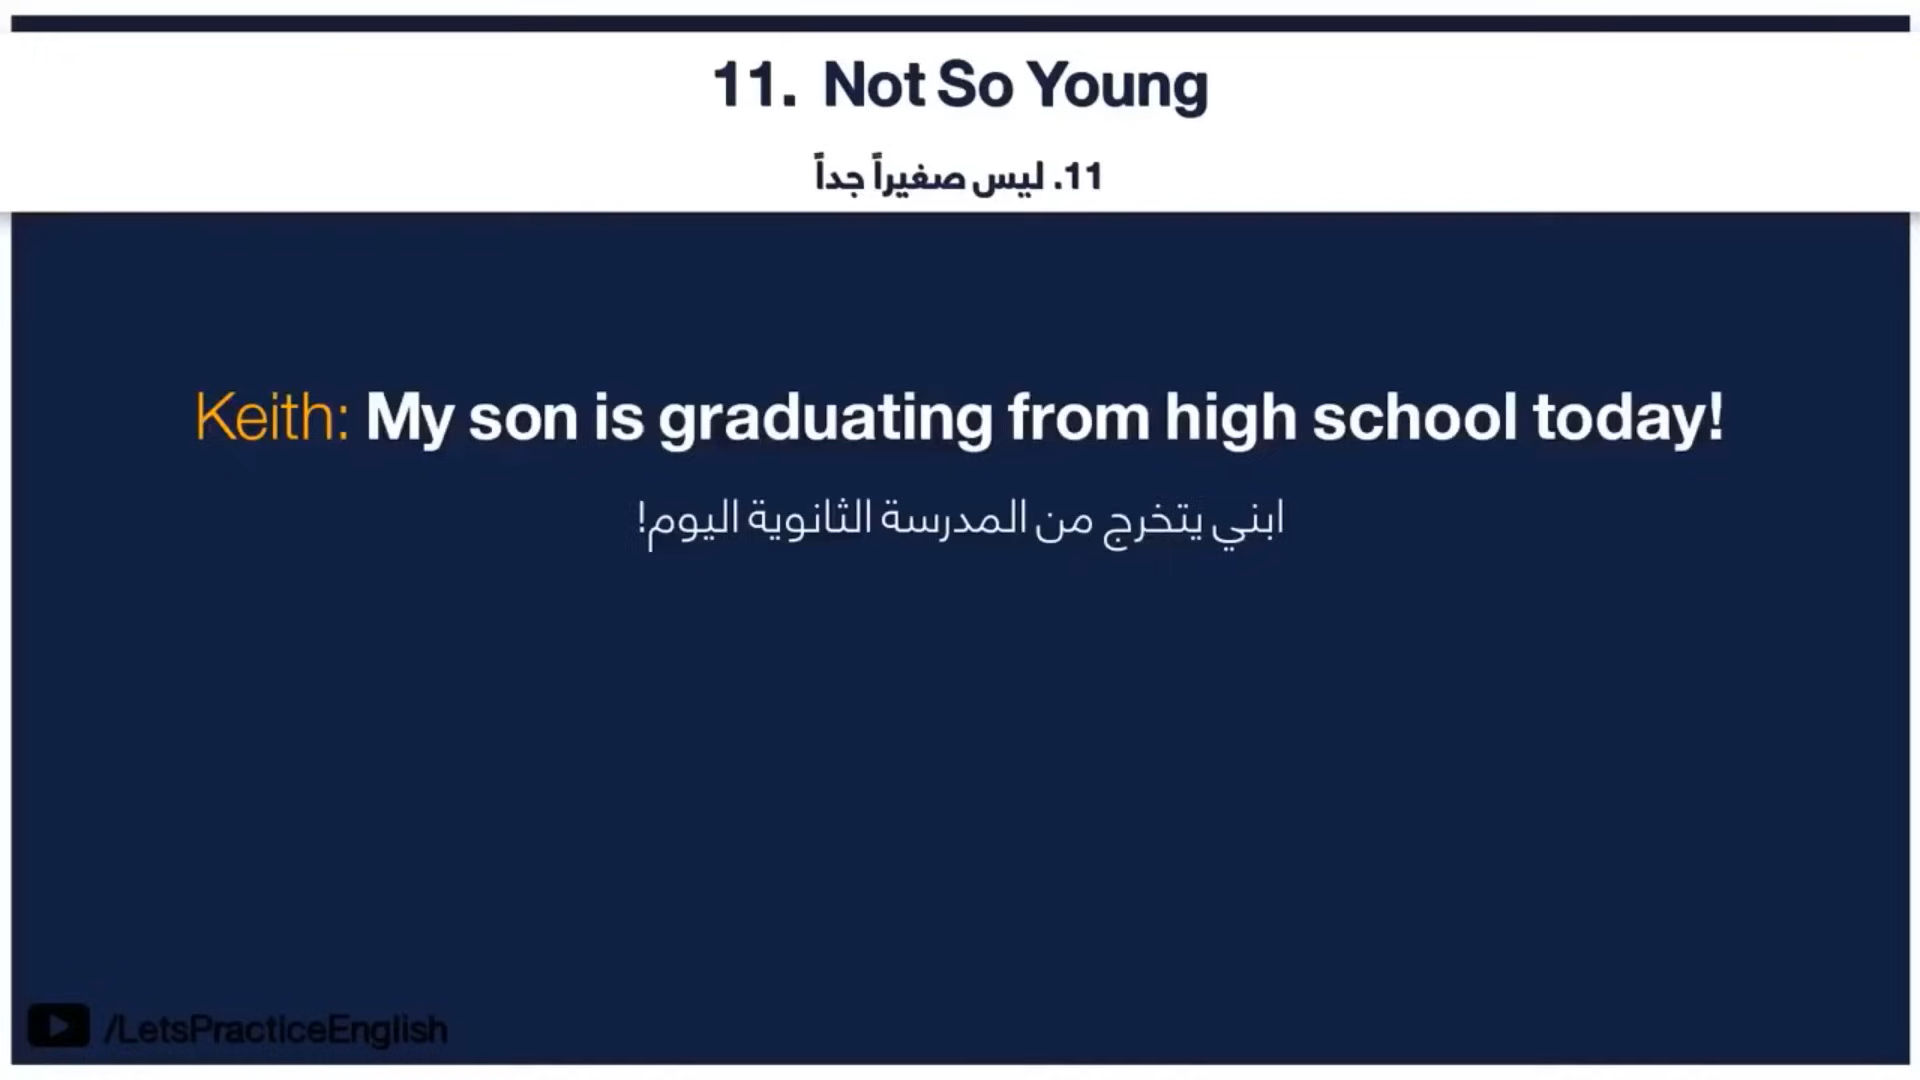 11. Not So Young
11. ليس صغيراً جداً
Keith: My son is graduating from high school today!
ابني يتخرج من المدرسة الثانوية اليوم!
/LetsPracticeEnglish